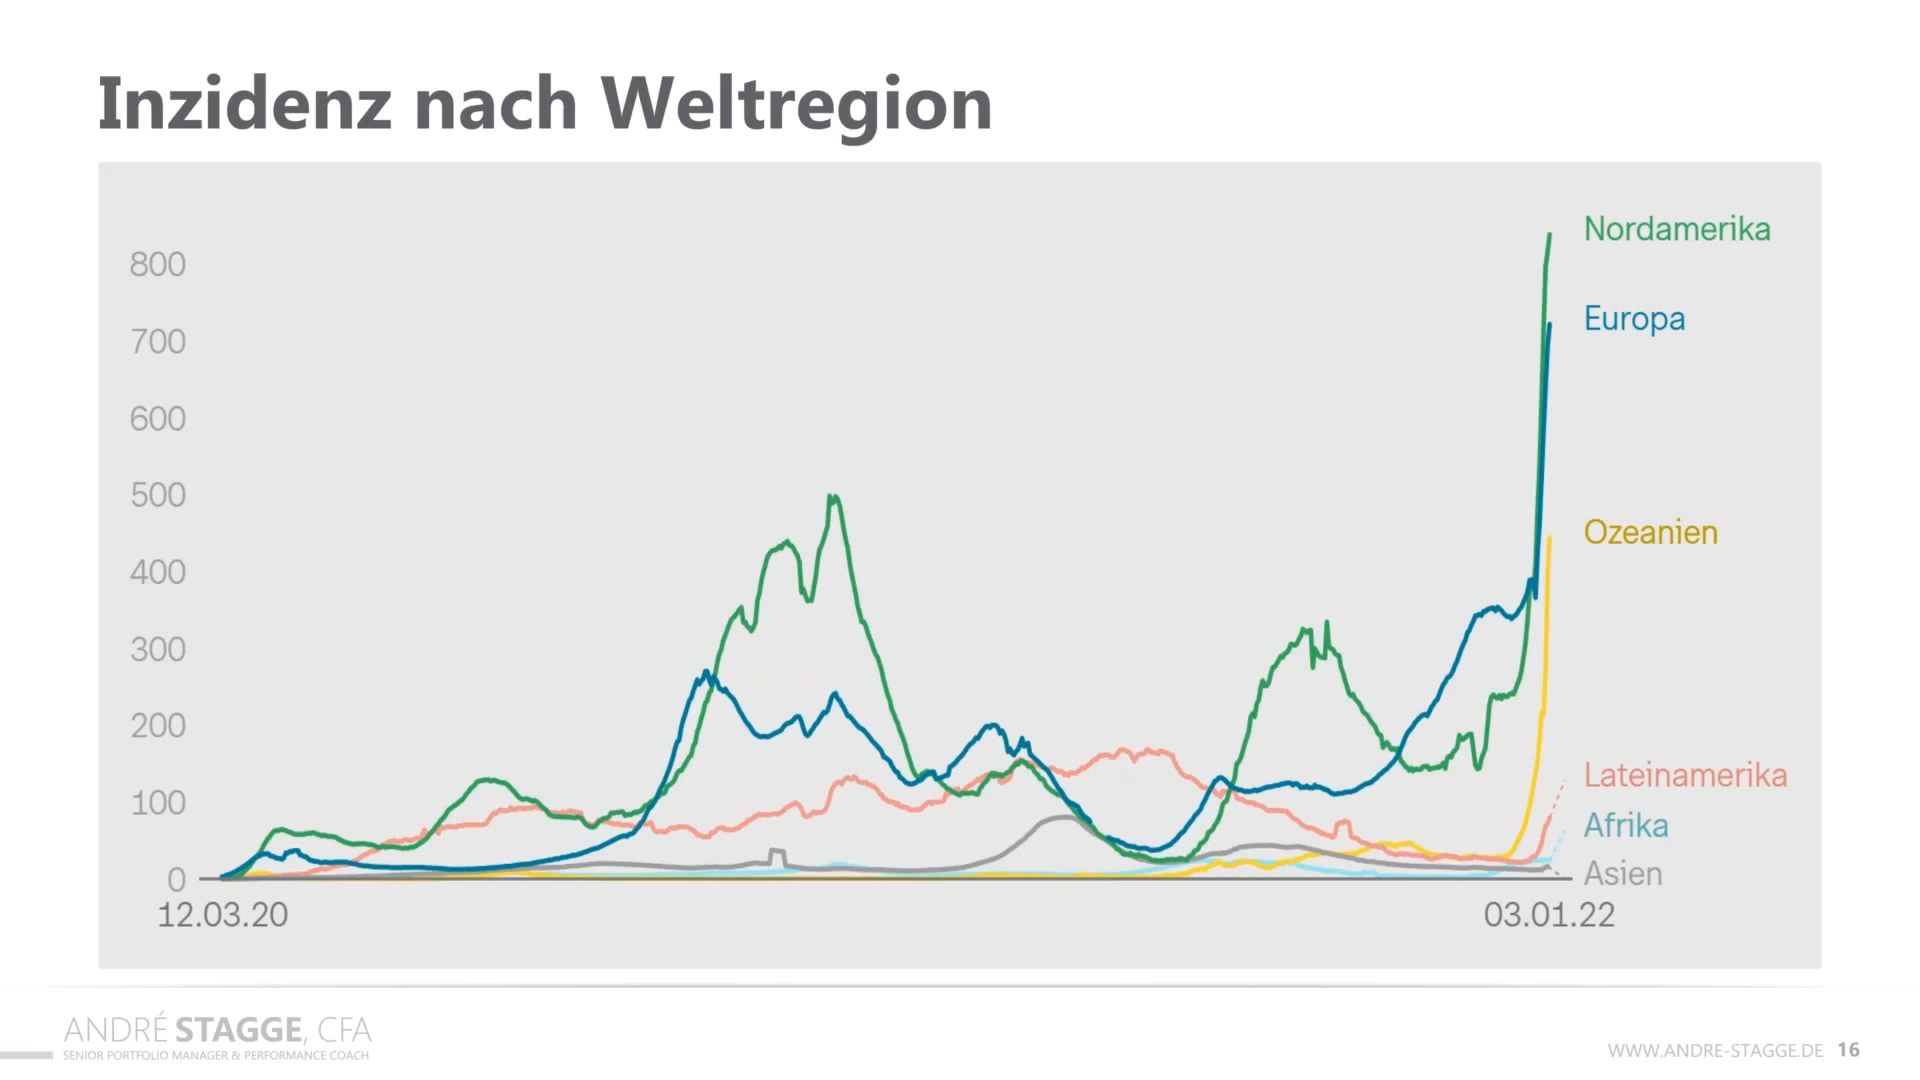 Inzidenz nach Weltregion
800
700
600
500
400
300
200
100
0
Nordamerika
Europa
Ozeanien
Lateinamerika
Afrika
Asien
12.03.20
03.01.22
ANDRÉ STAGGE, CFA
SENIOR PORTFOLIO MANAGER & PERFORMANCE COACH
WWW.ANDRE-STAGGE.DE 16